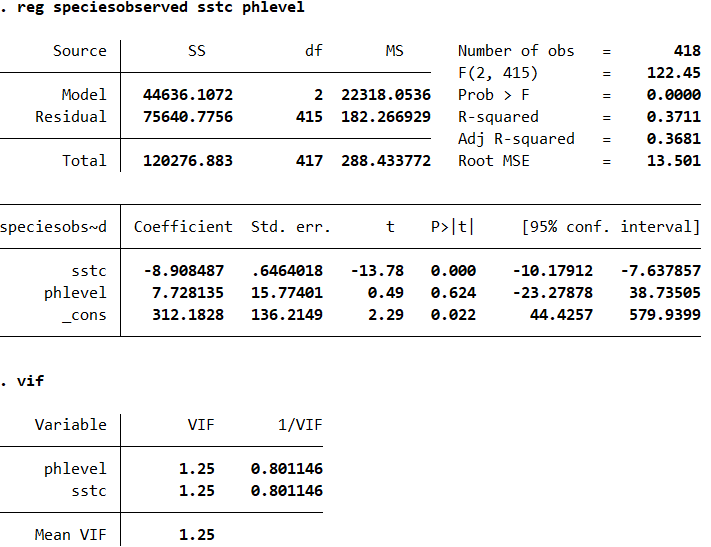 . reg speciesobserved sstc phlevel
Source SS df MS Number of obs = 418
F(2, 415) = 122.45
Model 44636.1072 2 22318.0536 Prob > F = 0.0000
Residual 75640.7756 415 182.266929 R-squared = 0.3711
Adj R-squared = 0.3681
Total 120276.883 417 288.433772 Root MSE = 13.501
speciesobs~d Coefficient Std. err. t P>|t| [95% conf. interval]
sstc -8.908487 .6464018 -13.78 0.000 -10.17912 -7.637857
phlevel 7.728135 15.77401 0.49 0.624 -23.27878 38.73505
_cons 312.1828 136.2149 2.29 0.022 44.4257 579.9399
. vif
Variable VIF 1/VIF
phlevel 1.25 0.801146
sstc 1.25 0.801146
Mean VIF 1.25